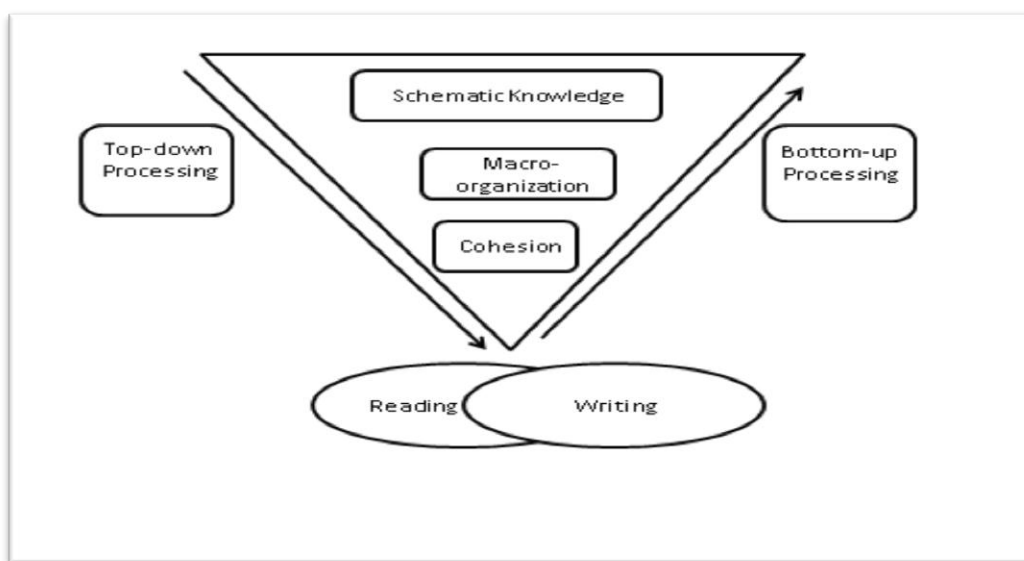 Schematic Knowledge
Top-down
Processing
Macro-
organization
Bottom-up
Processing
Cohesion
Reading
Writing